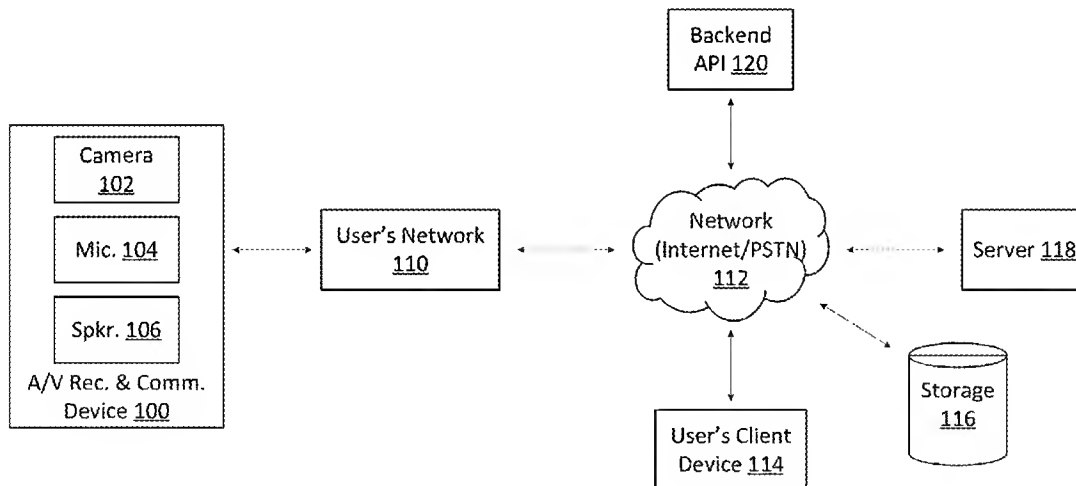 Backend
API 120
Camera
102
Mic. 104
Spkr. 106
A/V Rec. & Comm.
Device 100
User's Network
110
Network
(Internet/PSTN)
112
Server 118
Storage
116
User's Client
Device 114